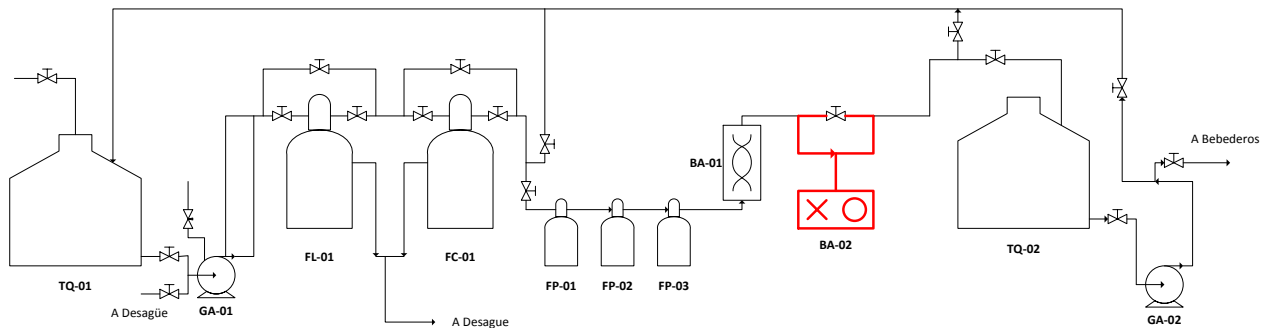 A Bebederos
BA-01
BA-02
TQ-02
FL-01
FC-01
FP-01
FP-02
FP-03
TQ-01
A Desagüe
GA-01
A Desague
GA-02